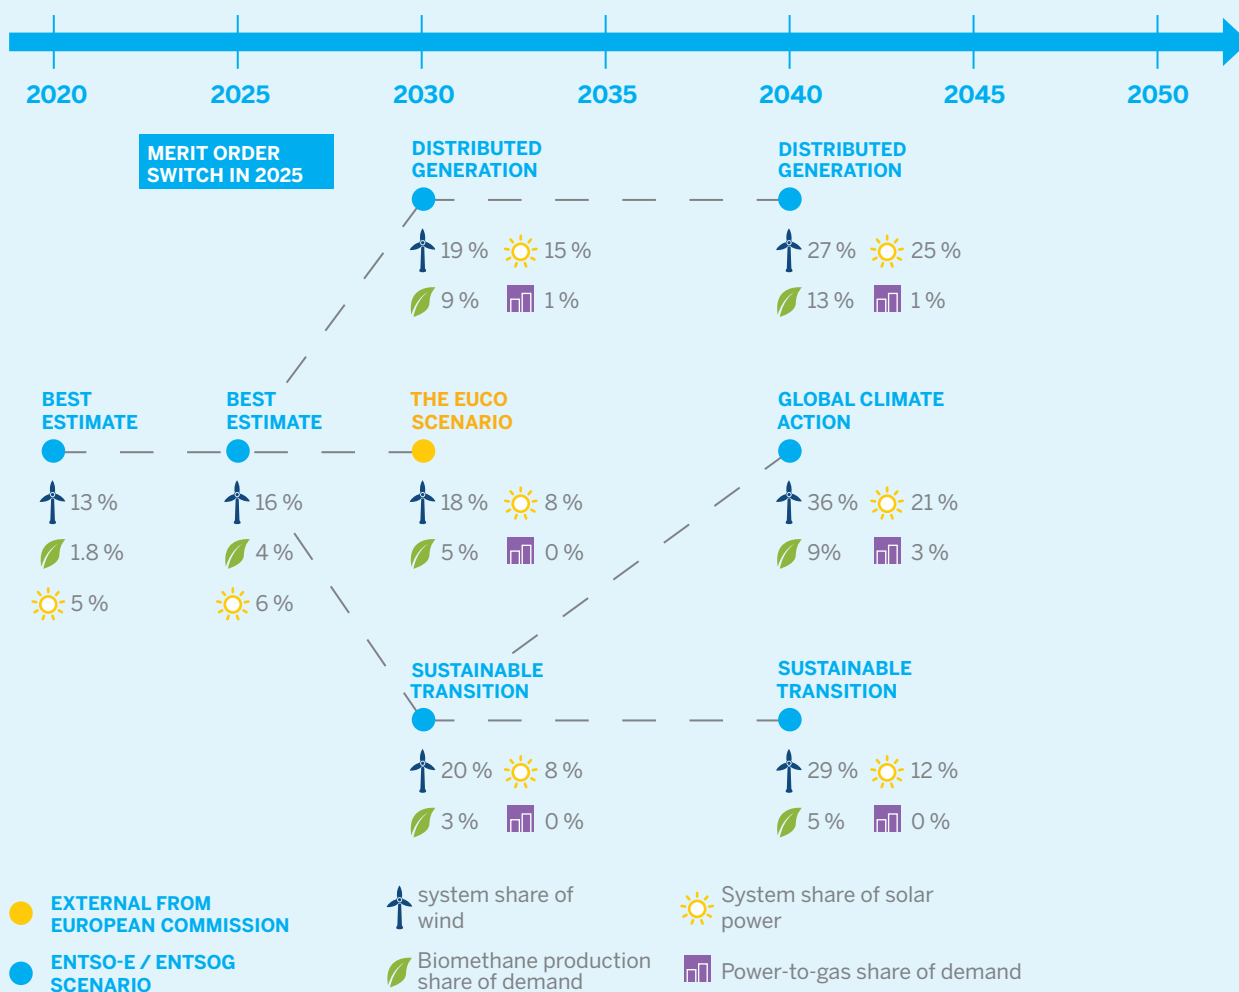 2020 2025 2030 2035 2040 2045 2050
MERIT ORDER
SWITCH IN 2025
DISTRIBUTED
GENERATION
19 % 15 %
9 % 1 %
DISTRIBUTED
GENERATION
27 % 25 %
13 % 1 %
BEST
ESTIMATE
13 %
1.8 %
5 %
BEST
ESTIMATE
16 %
4 %
6 %
THE EUCO
SCENARIO
18 % 8 %
5 % 0 %
GLOBAL CLIMATE
ACTION
36 % 21 %
9% 3 %
SUSTAINABLE
TRANSITION
20 % 8 %
3 % 0 %
SUSTAINABLE
TRANSITION
29 % 12 %
5 % 0 %
EXTERNAL FROM
EUROPEAN COMMISSION
ENTSO-E / ENTSOG
SCENARIO
system share of
wind
Biomethane production
share of demand
System share of solar
power
Power-to-gas share of demand